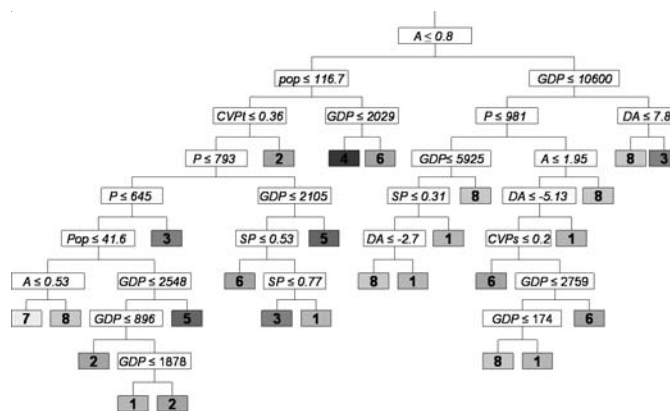 A ≤ 0.8
pop ≤ 116.7 GDP ≤ 10600
CVPt ≤ 0.36 GDP ≤ 2029 P ≤ 981 DA ≤ 7.8
P ≤ 793 2 4 6 GDP≤ 5925 A ≤ 1.95 8 3
P ≤ 645 GDP ≤ 2105 SP ≤ 0.31 8 DA ≤ -5.13 8
Pop ≤ 41.6 3 SP ≤ 0.53 5 DA ≤ -2.7 1 CVPs ≤ 0.2 1
A ≤ 0.53 GDP ≤ 2548 6 SP ≤ 0.77 8 1 6 GDP ≤ 2759
7 8 GDP ≤ 896 5 3 1 GDP ≤ 174 6
2 GDP ≤ 1878 8 1
1 2